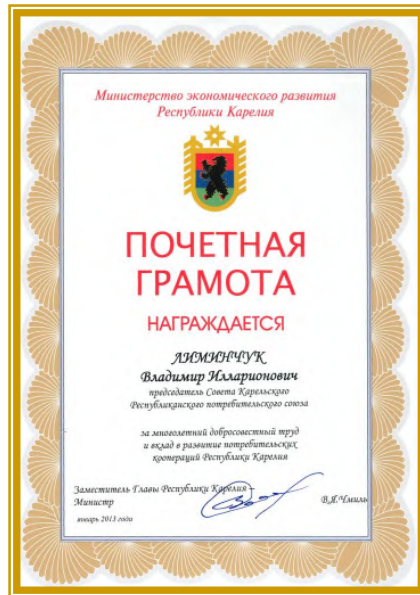 Министерство экономического развития
Республики Карелия
ПОЧЕТНАЯ
ГРАМОТА
НАГРАЖДАЕТСЯ
ЛИМИНЧУК
Владимир Илларионович
председатель Совета Карельского
Республиканского потребительского союза
за многолетний добросовестный труд
и вклад в развитие потребительских
коопераций Республики Карелия
Заместитель Главы Республики Карелия –
Министр
В.Я.Чмиль
январь 2013 года